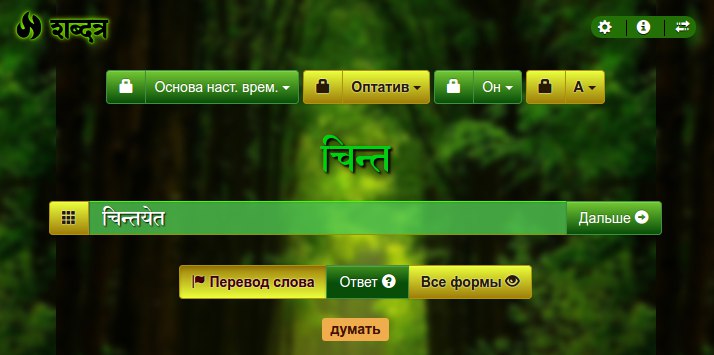 शब्दत्र
Основа наст. врем. Оптатив Он А
चिन्त
चिन्तयेत Дальше
Перевод слова Ответ Все формы
думать